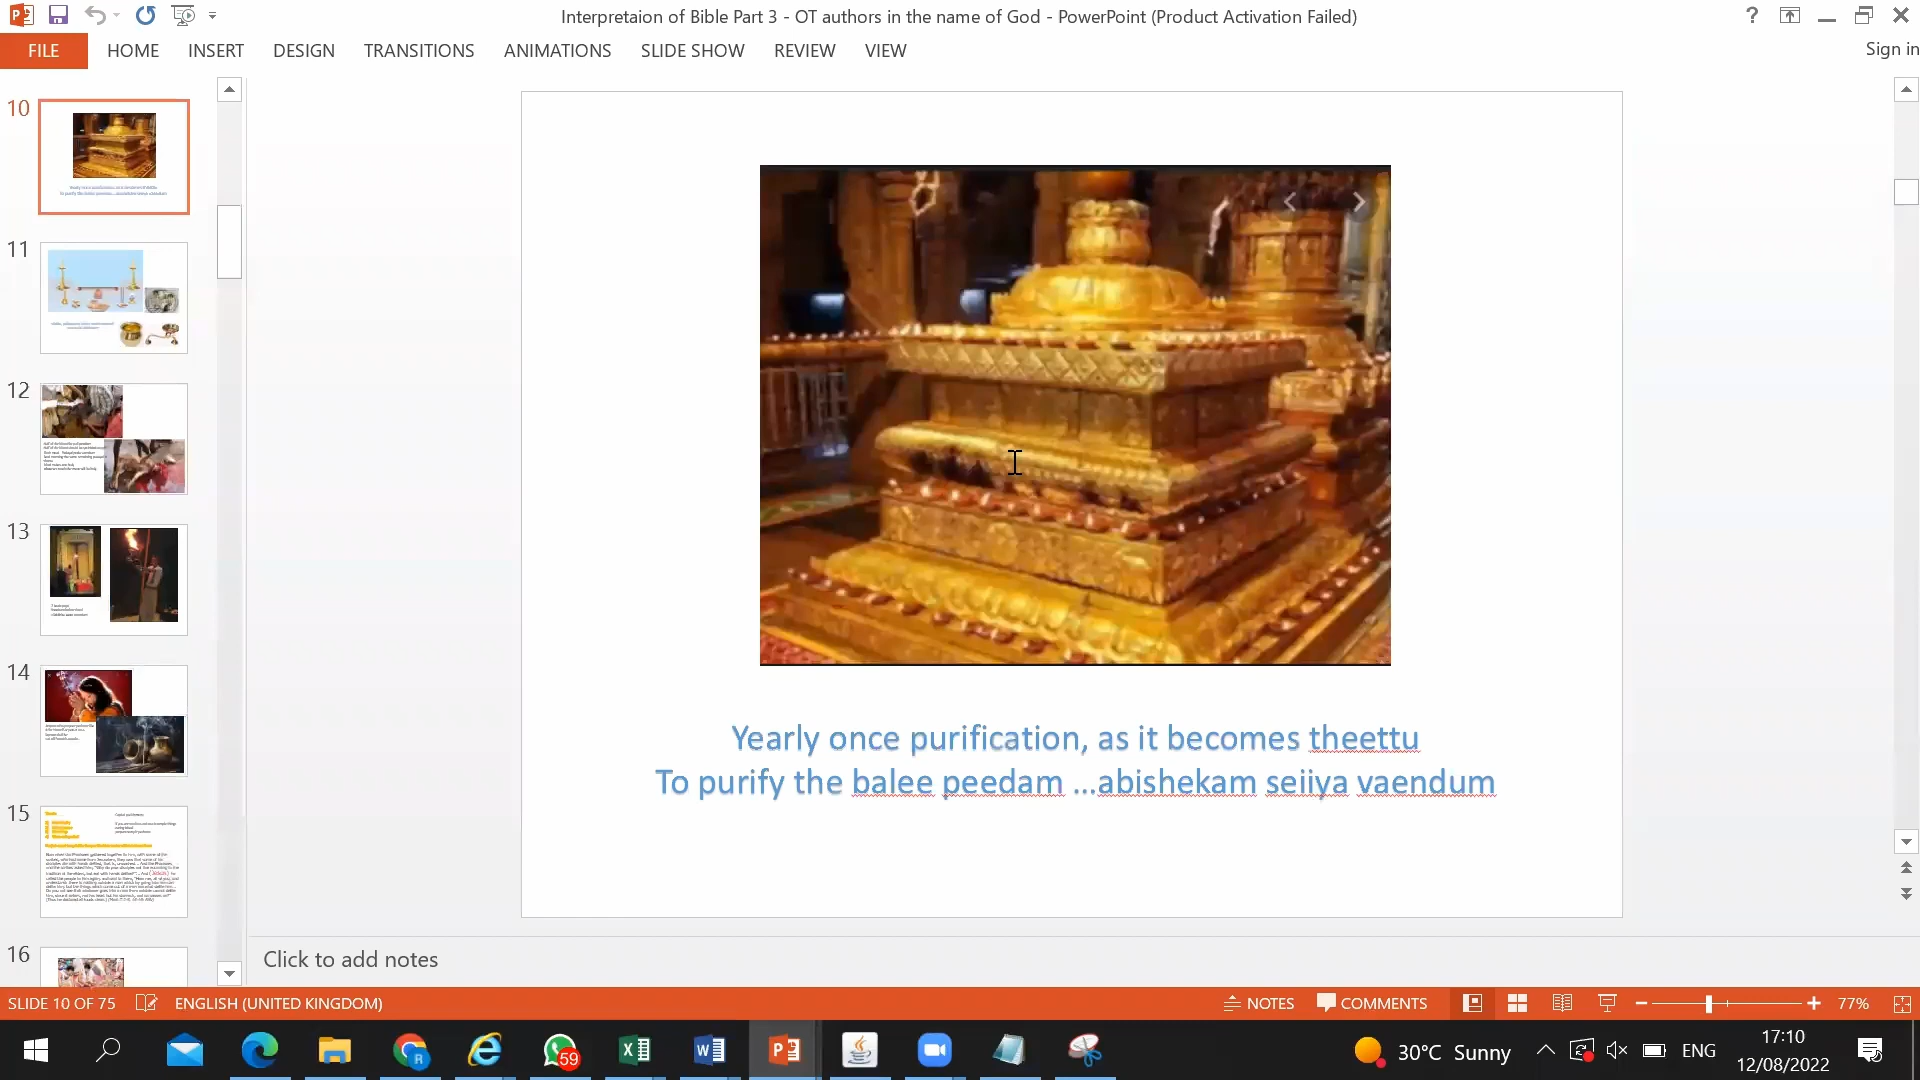 Interpretaion of Bible Part 3 - OT authors in the name of God - PowerPoint (Product Activation Failed)
FILE HOME INSERT DESIGN TRANSITIONS ANIMATIONS SLIDE SHOW REVIEW VIEW
Sign in
10
11
12
13
14
15
16
Yearly once purification, as it becomes theettu
To purify the balee peedam ...abishekam seiiya vaendum
Click to add notes
SLIDE 10 OF 75 ENGLISH (UNITED KINGDOM) NOTES COMMENTS 77%
59
30°C Sunny ENG
17:10
12/08/2022